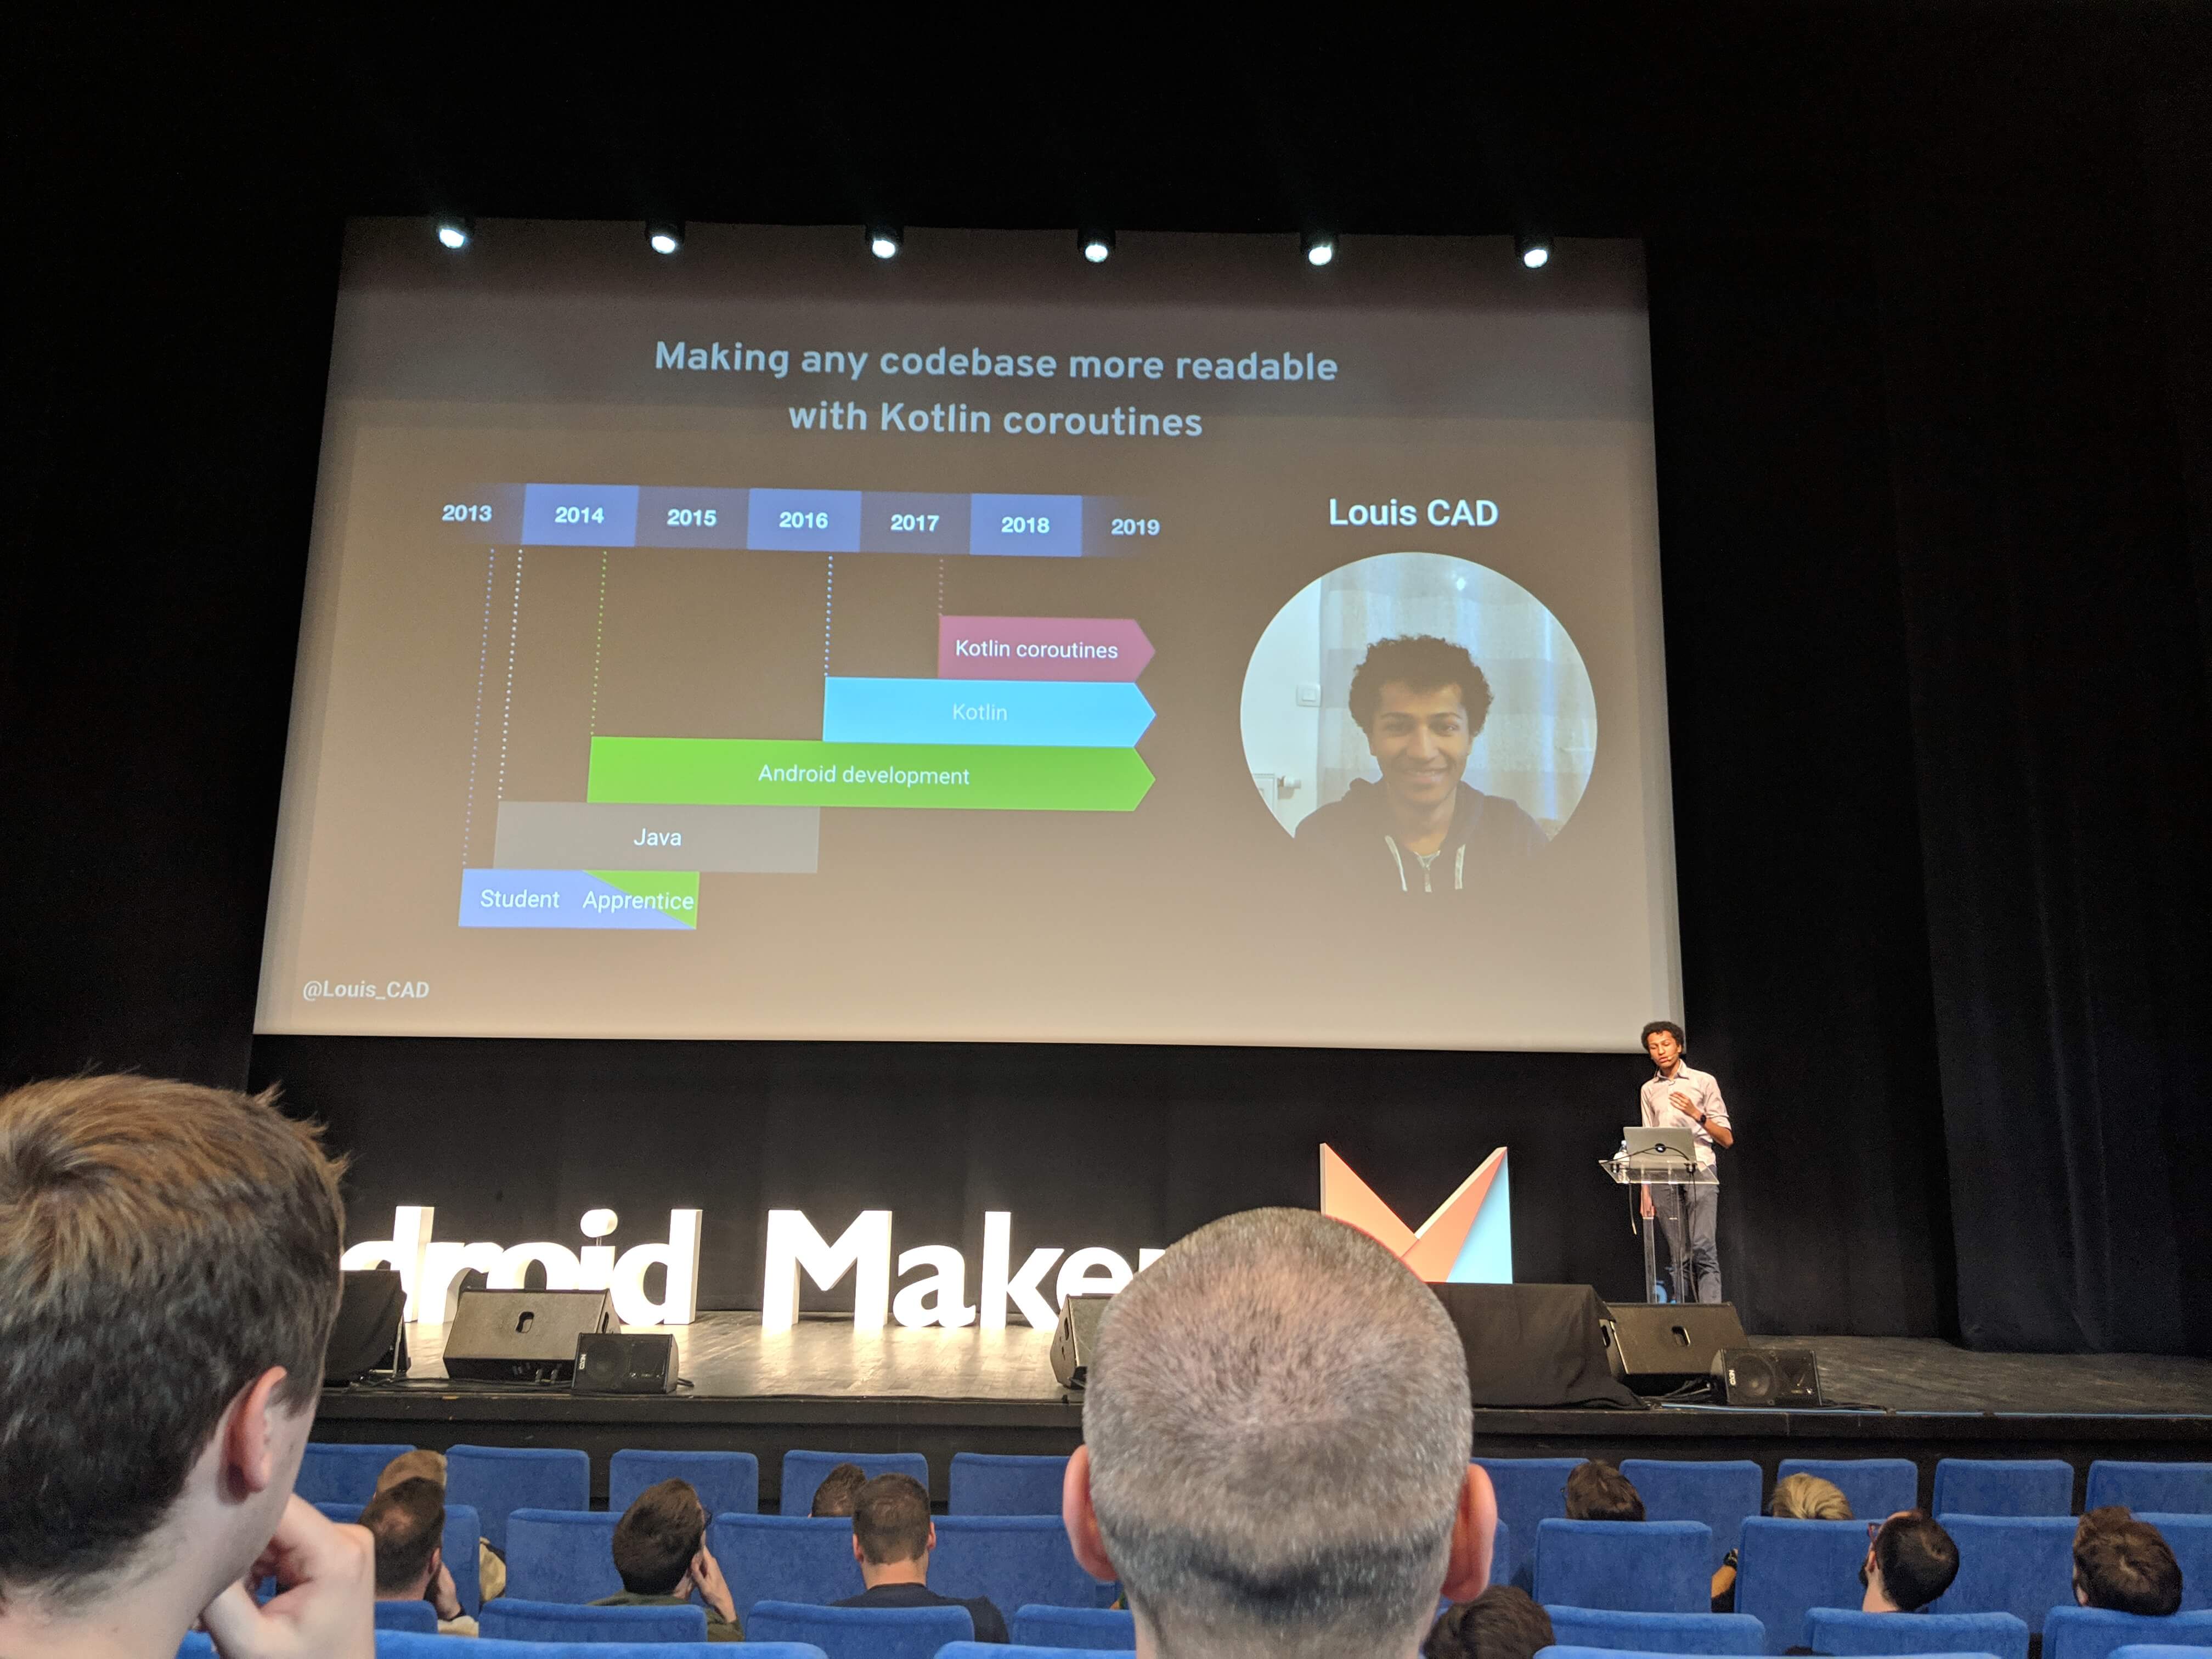 Making any codebase more readable
with Kotlin coroutines
2013 2014 2015 2016 2017 2018 2019
Louis CAD
Kotlin coroutines
Kotlin
Android development
Java
Student Apprentice
@Louis_CAD
droid Make